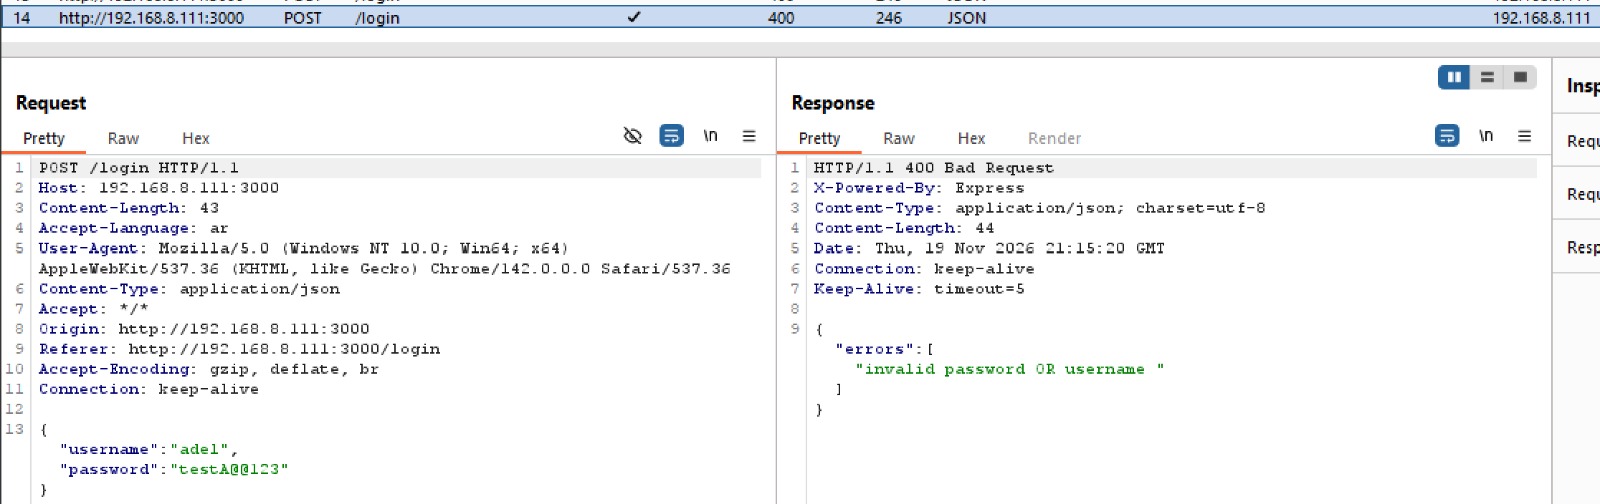 14 http://192.168.8.111:3000 POST /login ✓ 400 246 JSON 192.168.8.111
Request
Pretty Raw Hex \n
1 POST /login HTTP/1.1
2 Host: 192.168.8.111:3000
3 Content-Length: 43
4 Accept-Language: ar
5 User-Agent: Mozilla/5.0 (Windows NT 10.0; Win64; x64)
AppleWebKit/537.36 (KHTML, like Gecko) Chrome/142.0.0.0 Safari/537.36
6 Content-Type: application/json
7 Accept: */*
8 Origin: http://192.168.8.111:3000
9 Referer: http://192.168.8.111:3000/login
10 Accept-Encoding: gzip, deflate, br
11 Connection: keep-alive
12
13 {
"username":"adel",
"password":"testA@@123"
}
Response
Pretty Raw Hex Render \n
1 HTTP/1.1 400 Bad Request
2 X-Powered-By: Express
3 Content-Type: application/json; charset=utf-8
4 Content-Length: 44
5 Date: Thu, 19 Nov 2026 21:15:20 GMT
6 Connection: keep-alive
7 Keep-Alive: timeout=5
8
9 {
"errors":[
"invalid password OR username "
]
}
Insp
Requ
Requ
Resp